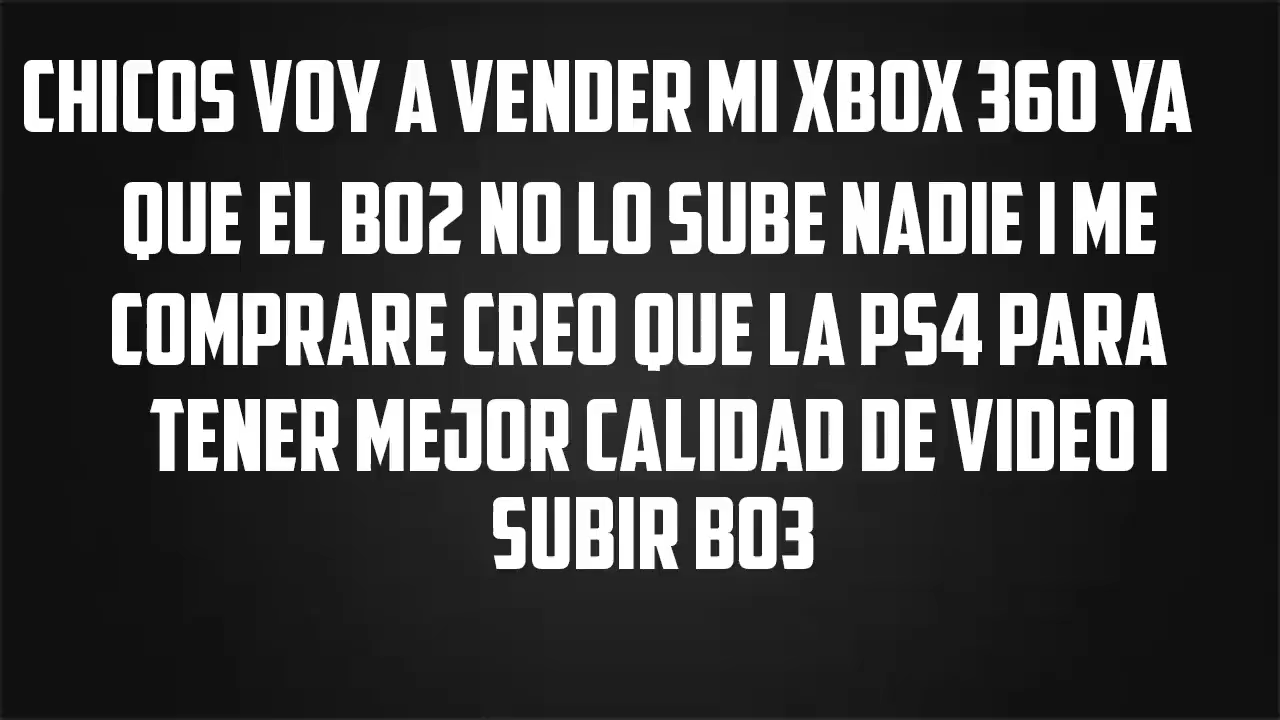 CHICOS VOY A VENDER MI XBOX 360 YA
QUE EL BO2 NO LO SUBE NADIE I ME
COMPRARE CREO QUE LA PS4 PARA
TENER MEJOR CALIDAD DE VIDEO I
SUBIR BO3